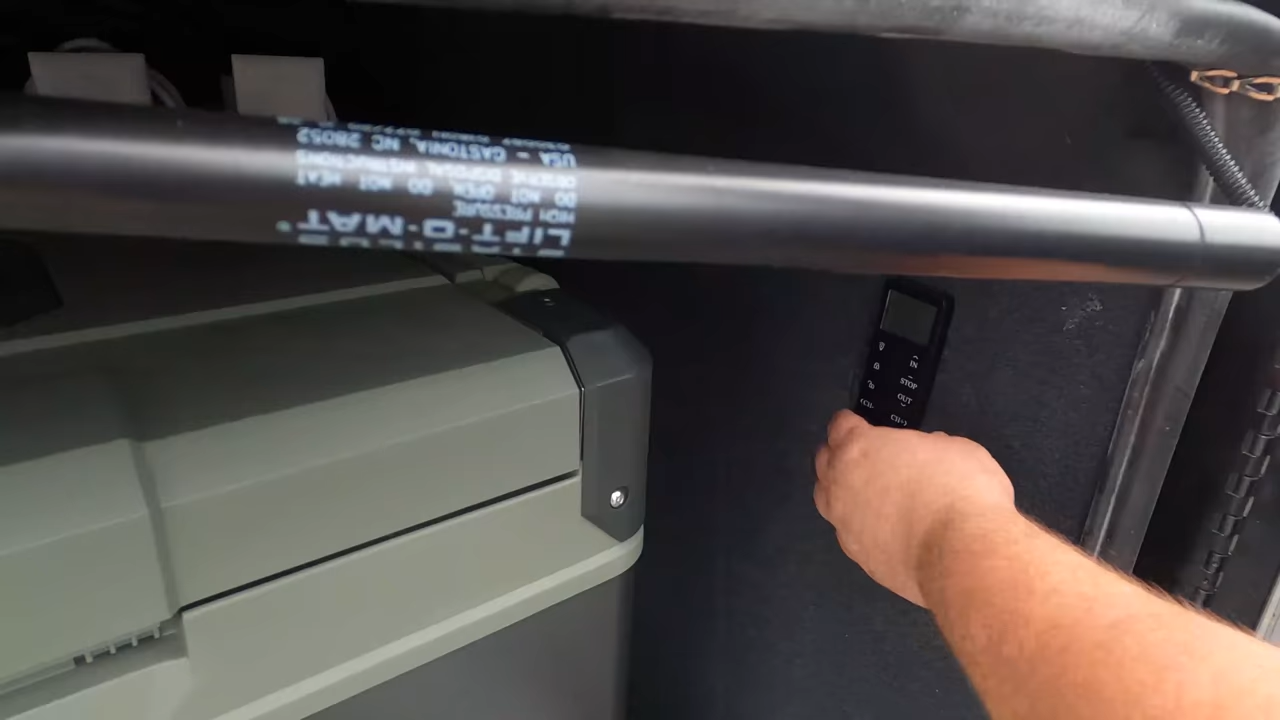 LIFT-O-MAT
HIGH PRESSURE
DO NOT OPEN DO NOT HEAT
OBSERVE DISPOSAL INSTRUCTIONS
USA - GASTONIA, NC 28052
IN
STOP
OUT
CH-
CH+